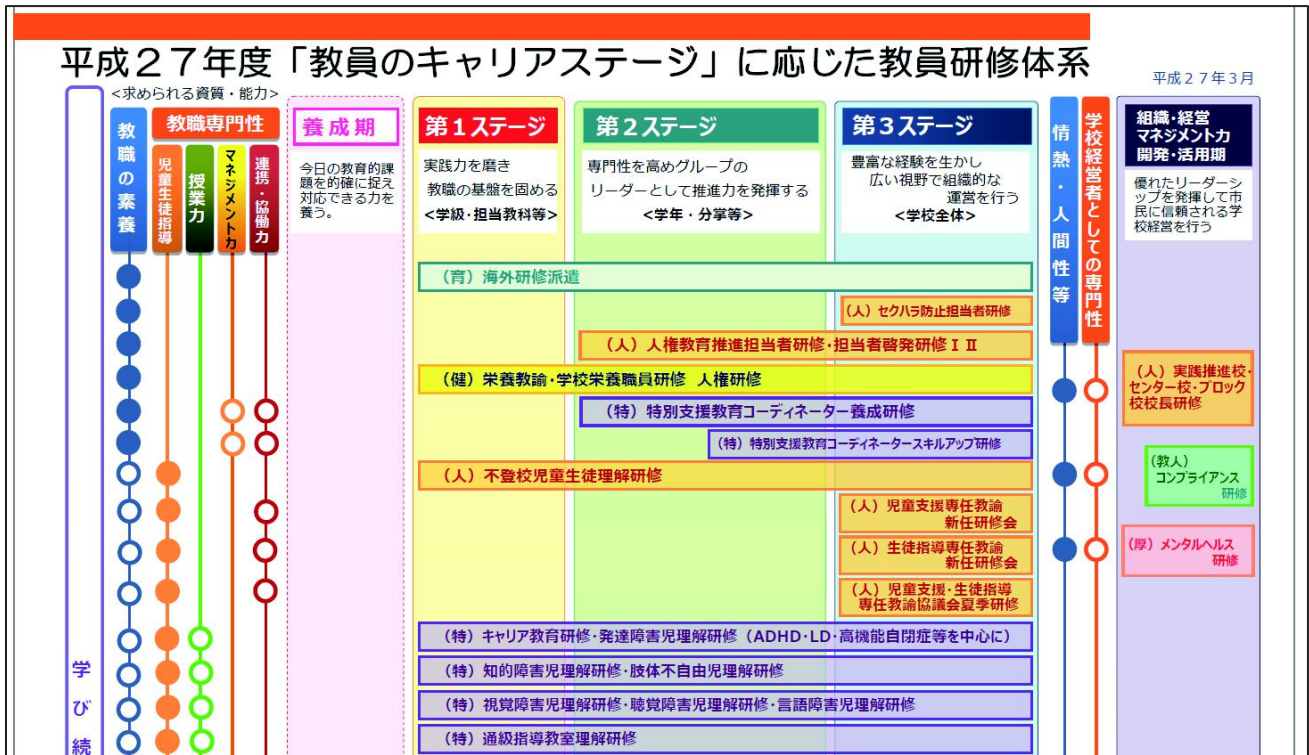 平成２７年度「教員のキャリアステージ」に応じた教員研修体系
平成２７年３月
<求められる資質・能力>
学び続
教職の素養
教職専門性
児童生徒指導
授業力
マネジメント力
連携・協働力
養成期
今日の教育的課
題を的確に捉え
対応できる力を
養う。
第１ステージ
実践力を磨き
教職の基盤を固める
<学級・担当教科等>
第２ステージ
専門性を高めグループの
リーダーとして推進力を発揮する
<学年・分掌等>
第３ステージ
豊富な経験を生かし
広い視野で組織的な
運営を行う
<学校全体>
情熱・人間性等
学校経営者としての専門性
組織・経営
マネジメント力
開発・活用期
優れたリーダーシ
ップを発揮して市
民に信頼される学
校経営を行う
（育）海外研修派遣
（人）セクハラ防止担当者研修
（人）人権教育推進担当者研修・担当者啓発研修ⅠⅡ
（健）栄養教諭・学校栄養職員研修 人権研修
（特）特別支援教育コーディネーター養成研修
（特）特別支援教育コーディネータースキルアップ研修
（人）不登校児童生徒理解研修
（人）児童支援専任教諭
新任研修会
（人）生徒指導専任教諭
新任研修会
（人）児童支援・生徒指導
専任教諭協議会夏季研修
（特）キャリア教育研修・発達障害児理解研修（ADHD・LD・高機能自閉症等を中心に）
（特）知的障害児理解研修・肢体不自由児理解研修
（特）視覚障害児理解研修・聴覚障害児理解研修・言語障害児理解研修
（特）通級指導教室理解研修
（人）実践推進校・
センター校・ブロック
校校長研修
（教人）
コンプライアンス
研修
（厚）メンタルヘルス
研修